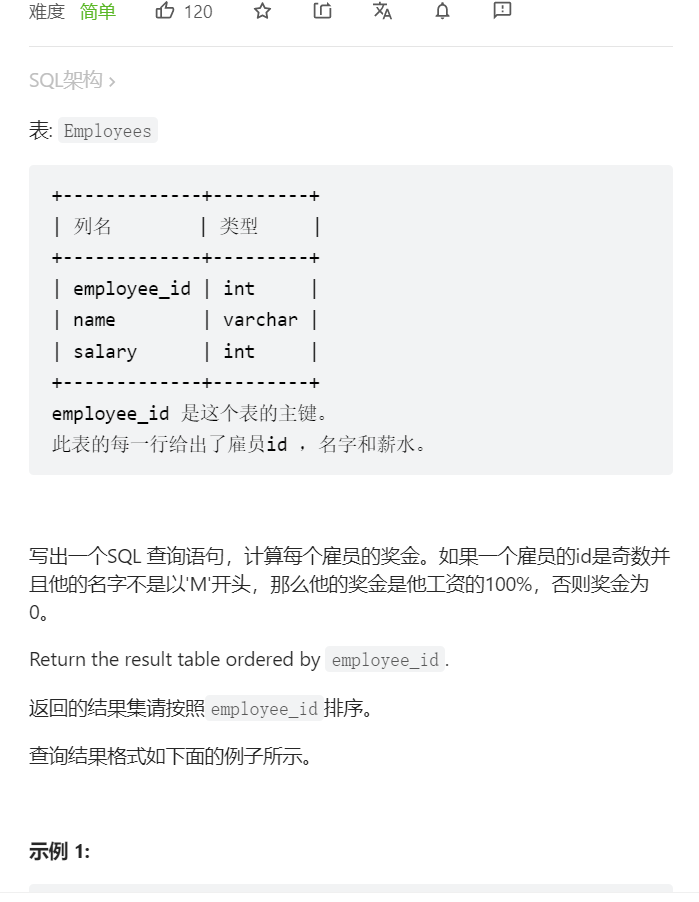 难度 简单 120
SQL架构 ›
表: Employees
+-------------+---------+
| 列名        | 类型     |
+-------------+---------+
| employee_id | int     |
| name        | varchar |
| salary      | int     |
+-------------+---------+
employee_id 是这个表的主键。
此表的每一行给出了雇员id ，名字和薪水。
写出一个SQL 查询语句，计算每个雇员的奖金。如果一个雇员的id是奇数并
且他的名字不是以'M'开头，那么他的奖金是他工资的100%，否则奖金为
0。
Return the result table ordered by employee_id.
返回的结果集请按照employee_id排序。
查询结果格式如下面的例子所示。
示例 1: